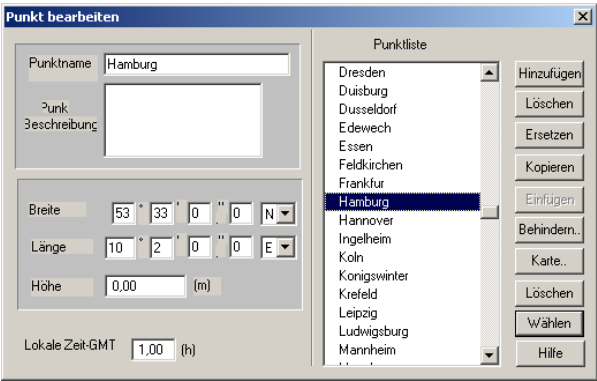 Punkt bearbeiten
Punktname Hamburg
Punk
Beschreibung
Breite 53 ° 33 ' 0 . " 0 N
Länge 10 ° 2 ' 0 . " 0 E
Höhe 0,00 (m)
Lokale Zeit-GMT 1,00 (h)
Punktliste
Dresden
Duisburg
Dusseldorf
Edewech
Essen
Feldkirchen
Frankfur
Hamburg
Hannover
Ingelheim
Koln
Konigswinter
Krefeld
Leipzig
Ludwigsburg
Mannheim
Hinzufügen
Löschen
Ersetzen
Kopieren
Einfügen
Behindern..
Karte..
Löschen
Wählen
Hilfe